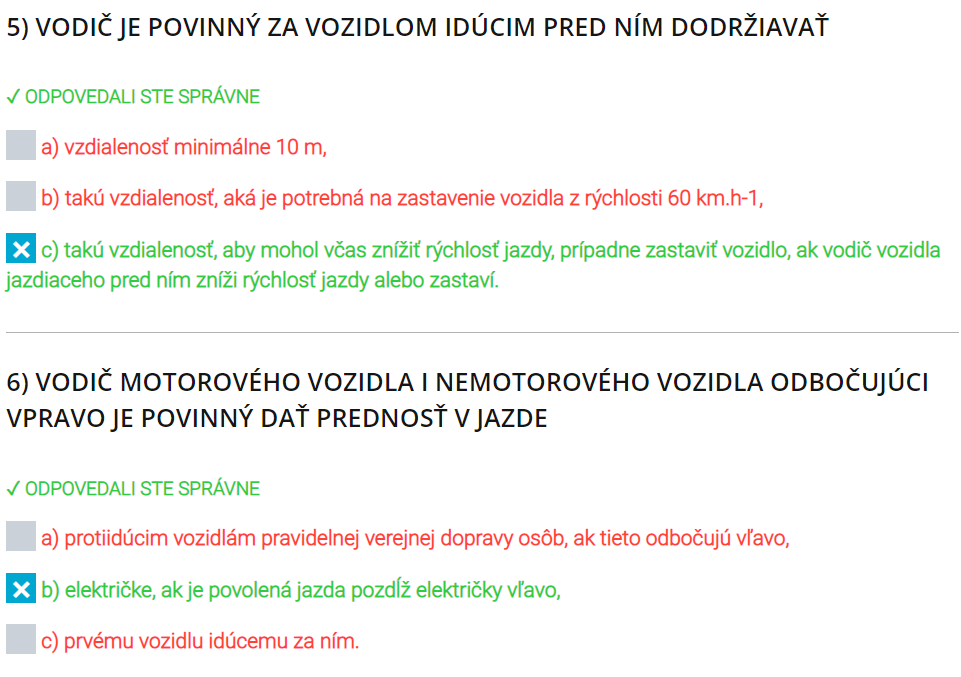 5) VODIČ JE POVINNÝ ZA VOZIDLOM IDÚCIM PRED NÍM DODRŽIAVAŤ
✓ ODPOVEDALI STE SPRÁVNE
a) vzdialenosť minimálne 10 m,
b) takú vzdialenosť, aká je potrebná na zastavenie vozidla z rýchlosti 60 km.h-1,
c) takú vzdialenosť, aby mohol včas znížiť rýchlosť jazdy, prípadne zastaviť vozidlo, ak vodič vozidla
jazdiaceho pred ním zníži rýchlosť jazdy alebo zastaví.
6) VODIČ MOTOROVÉHO VOZIDLA I NEMOTOROVÉHO VOZIDLA ODBOČUJÚCI
VPRAVO JE POVINNÝ DAŤ PREDNOSŤ V JAZDE
✓ ODPOVEDALI STE SPRÁVNE
a) protiidúcim vozidlám pravidelnej verejnej dopravy osôb, ak tieto odbočujú vľavo,
b) električke, ak je povolená jazda pozdĺž električky vľavo,
c) prvému vozidlu idúcemu za ním.